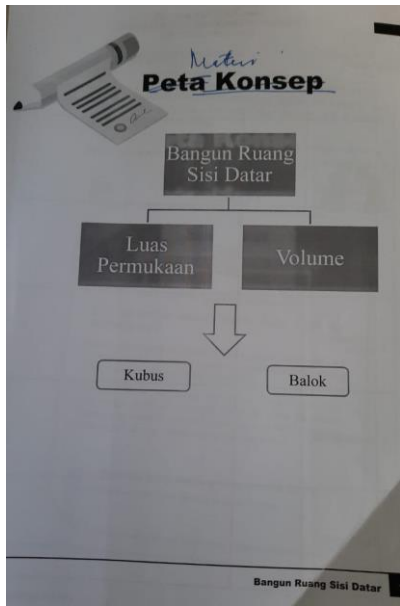 Materi
Peta Konsep
Bangun Ruang
Sisi Datar
Luas
Permukaan
Volume
Kubus
Balok
Bangun Ruang Sisi Datar